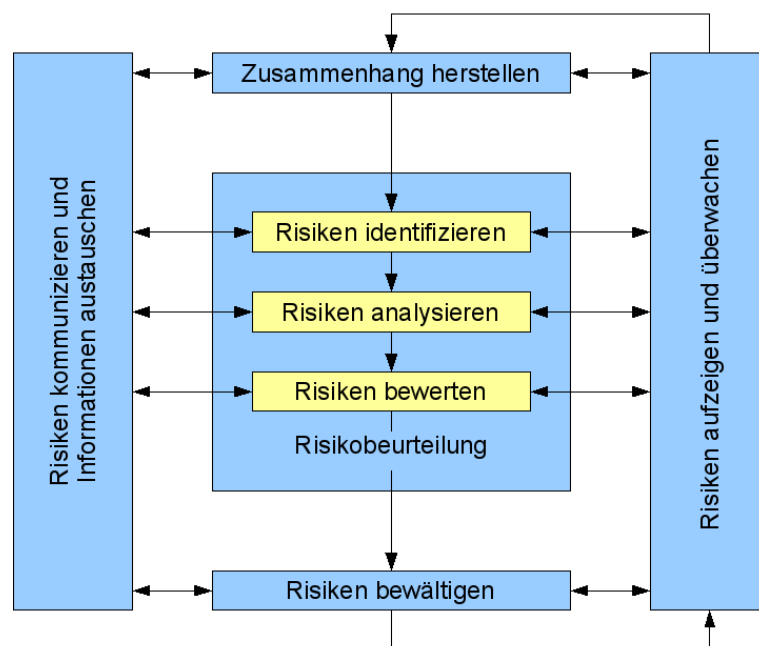 Zusammenhang herstellen
Risiken kommunizieren und
Informationen austauschen
Risiken identifizieren
Risiken analysieren
Risiken bewerten
Risikobeurteilung
Risiken bewältigen
Risiken aufzeigen und überwachen